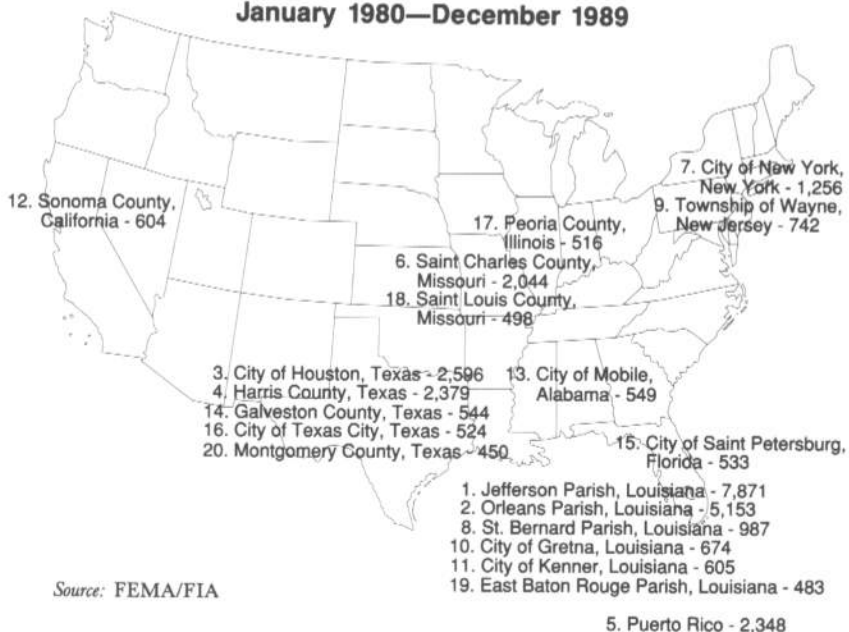 January 1980—December 1989
7. City of New York,
New York - 1,256
12. Sonoma County,
California - 604
9. Township of Wayne,
New Jersey - 742
17. Peoria County,
Illinois - 516
6. Saint Charles County,
Missouri - 2,044
18. Saint Louis County,
Missouri - 498
3. City of Houston, Texas - 2,596
4. Harris County, Texas - 2,379
14. Galveston County, Texas - 544
16. City of Texas City, Texas - 524
20. Montgomery County, Texas - 450
13. City of Mobile,
Alabama - 549
15. City of Saint Petersburg,
Florida - 533
1. Jefferson Parish, Louisiana - 7,871
2. Orleans Parish, Louisiana - 5,153
8. St. Bernard Parish, Louisiana - 987
10. City of Gretna, Louisiana - 674
11. City of Kenner, Louisiana - 605
19. East Baton Rouge Parish, Louisiana - 483
5. Puerto Rico - 2,348
Source: FEMA/FIA